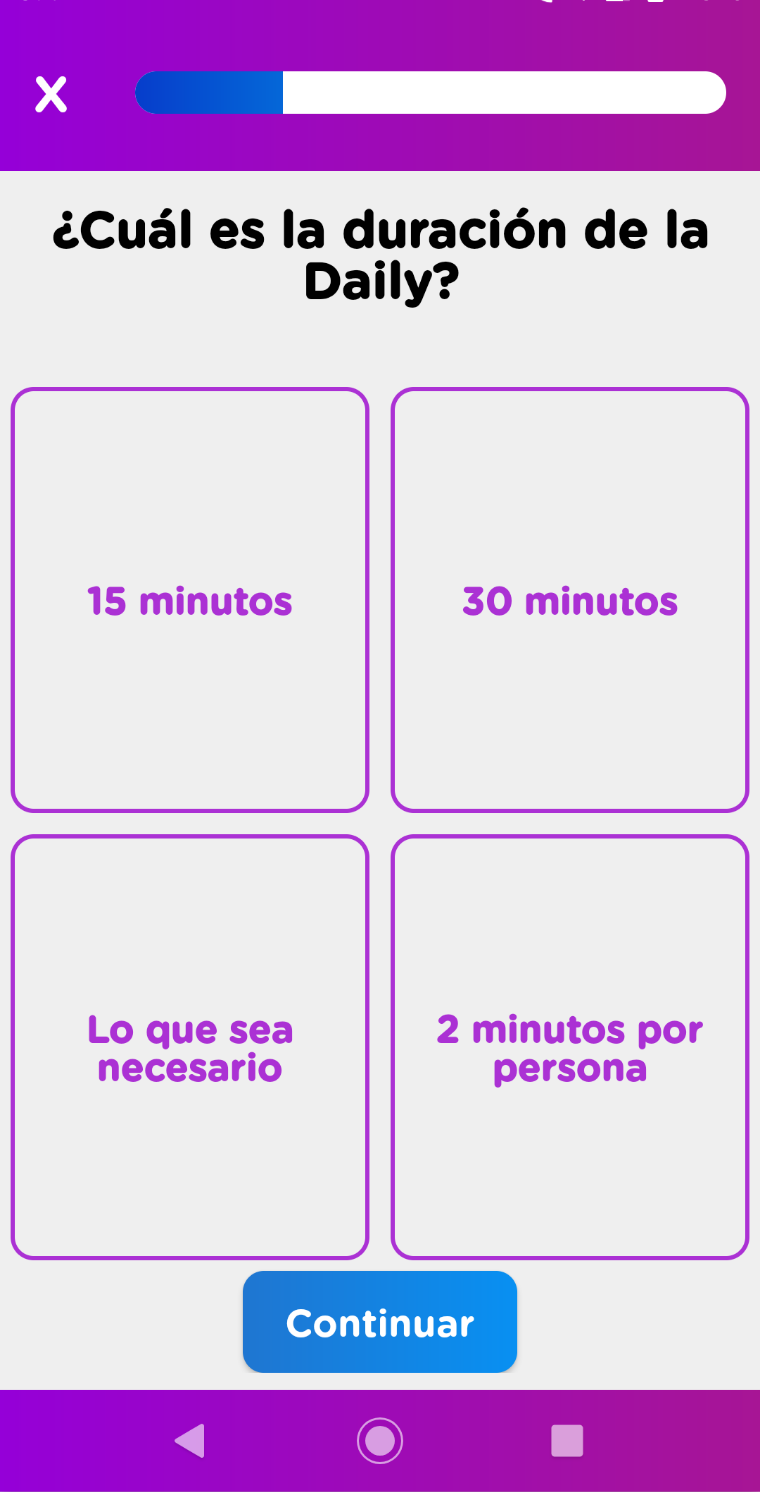 ¿Cuál es la duración de la
Daily?
15 minutos
30 minutos
Lo que sea
necesario
2 minutos por
persona
Continuar